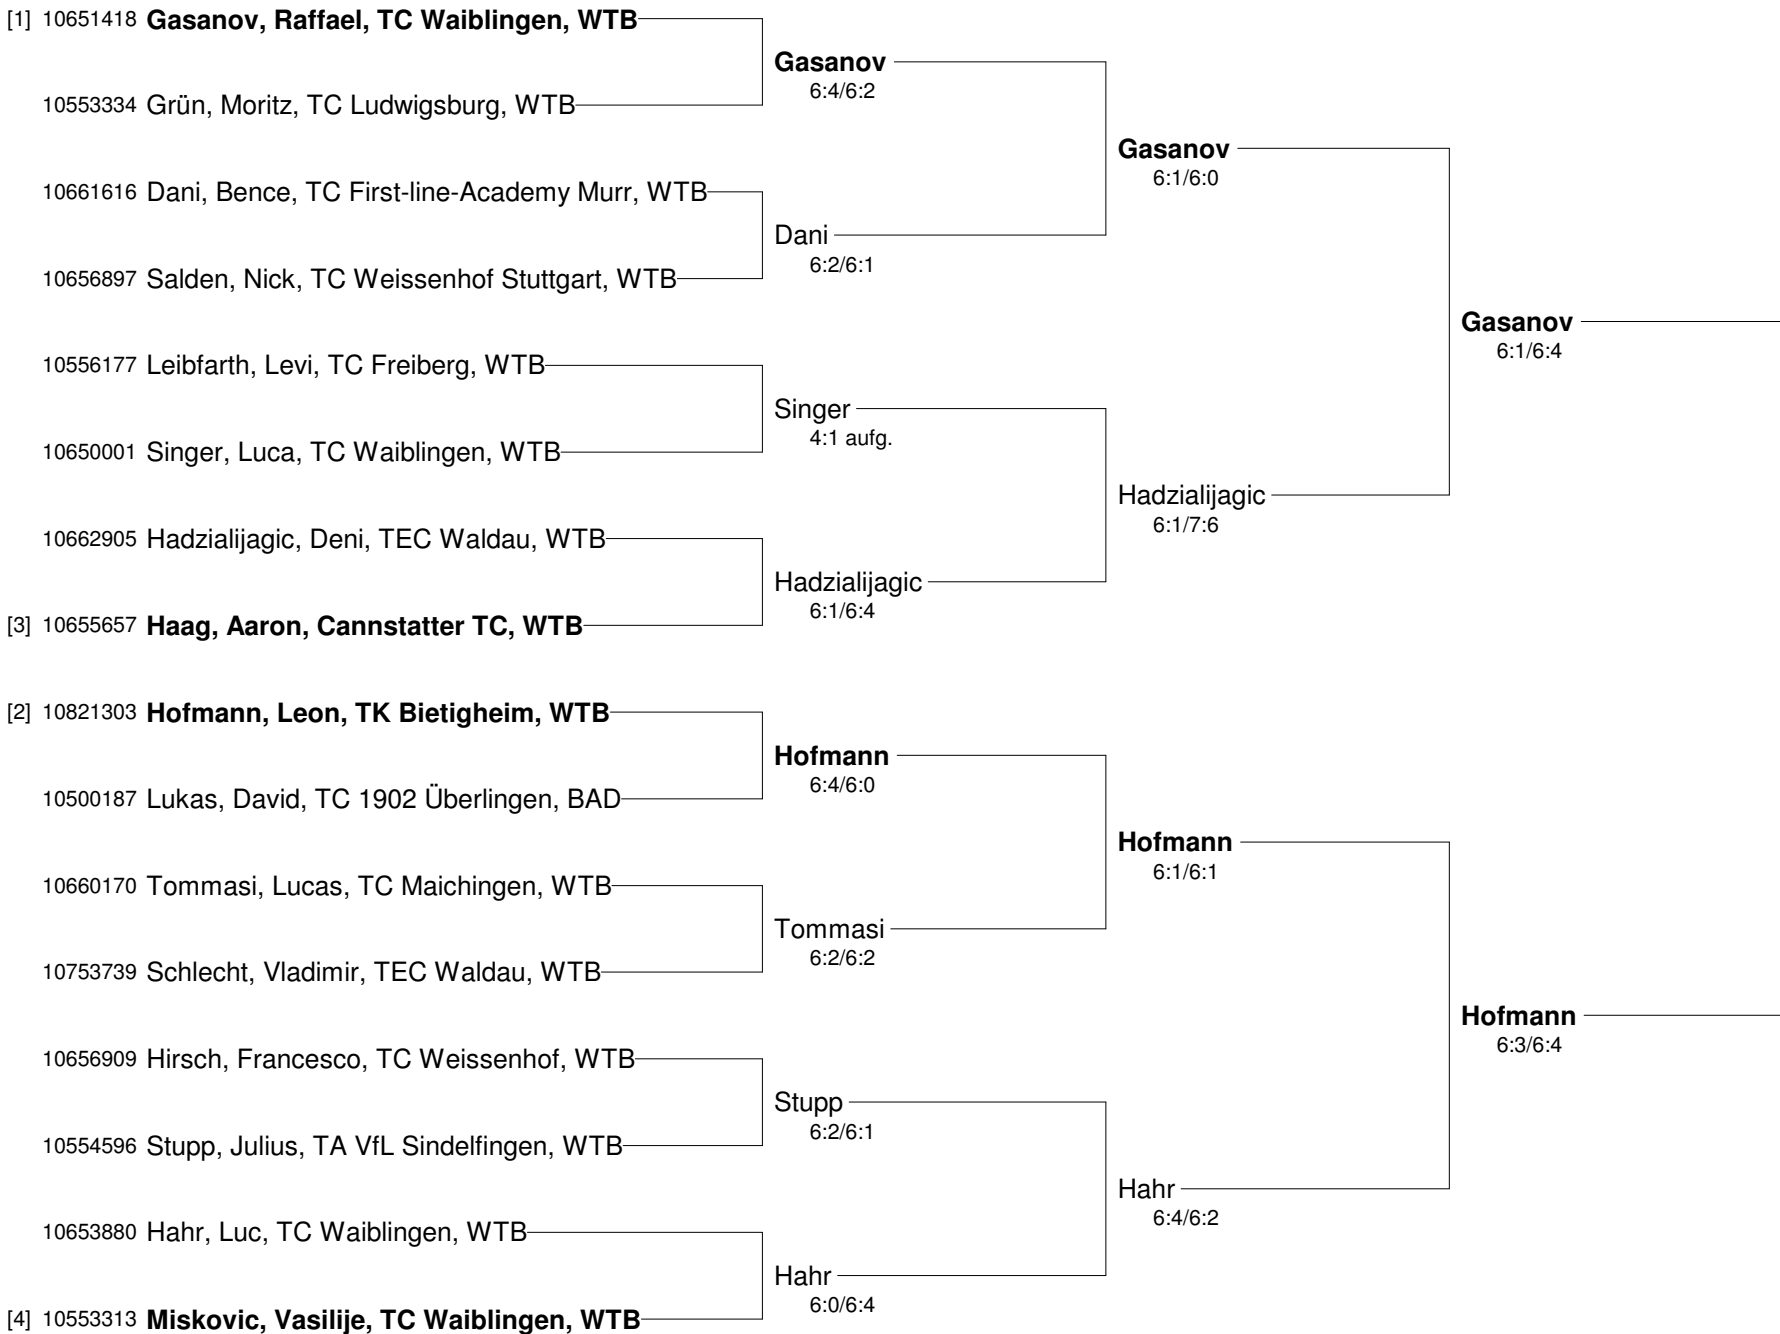 [1] 10651418 Gasanov, Raffael, TC Waiblingen, WTB
Gasanov
6:4/6:2
10553334 Grün, Moritz, TC Ludwigsburg, WTB
Gasanov
6:1/6:0
10661616 Dani, Bence, TC First-line-Academy Murr, WTB
Dani
6:2/6:1
10656897 Salden, Nick, TC Weissenhof Stuttgart, WTB
Gasanov
6:1/6:4
10556177 Leibfarth, Levi, TC Freiberg, WTB
Singer
4:1 aufg.
10650001 Singer, Luca, TC Waiblingen, WTB
Hadzialijagic
6:1/7:6
10662905 Hadzialijagic, Deni, TEC Waldau, WTB
Hadzialijagic
6:1/6:4
[3] 10655657 Haag, Aaron, Cannstatter TC, WTB
[2] 10821303 Hofmann, Leon, TK Bietigheim, WTB
Hofmann
6:4/6:0
10500187 Lukas, David, TC 1902 Überlingen, BAD
Hofmann
6:1/6:1
10660170 Tommasi, Lucas, TC Maichingen, WTB
Tommasi
6:2/6:2
10753739 Schlecht, Vladimir, TEC Waldau, WTB
Hofmann
6:3/6:4
10656909 Hirsch, Francesco, TC Weissenhof, WTB
Stupp
6:2/6:1
10554596 Stupp, Julius, TA VfL Sindelfingen, WTB
Hahr
6:4/6:2
10653880 Hahr, Luc, TC Waiblingen, WTB
Hahr
6:0/6:4
[4] 10553313 Miskovic, Vasilije, TC Waiblingen, WTB